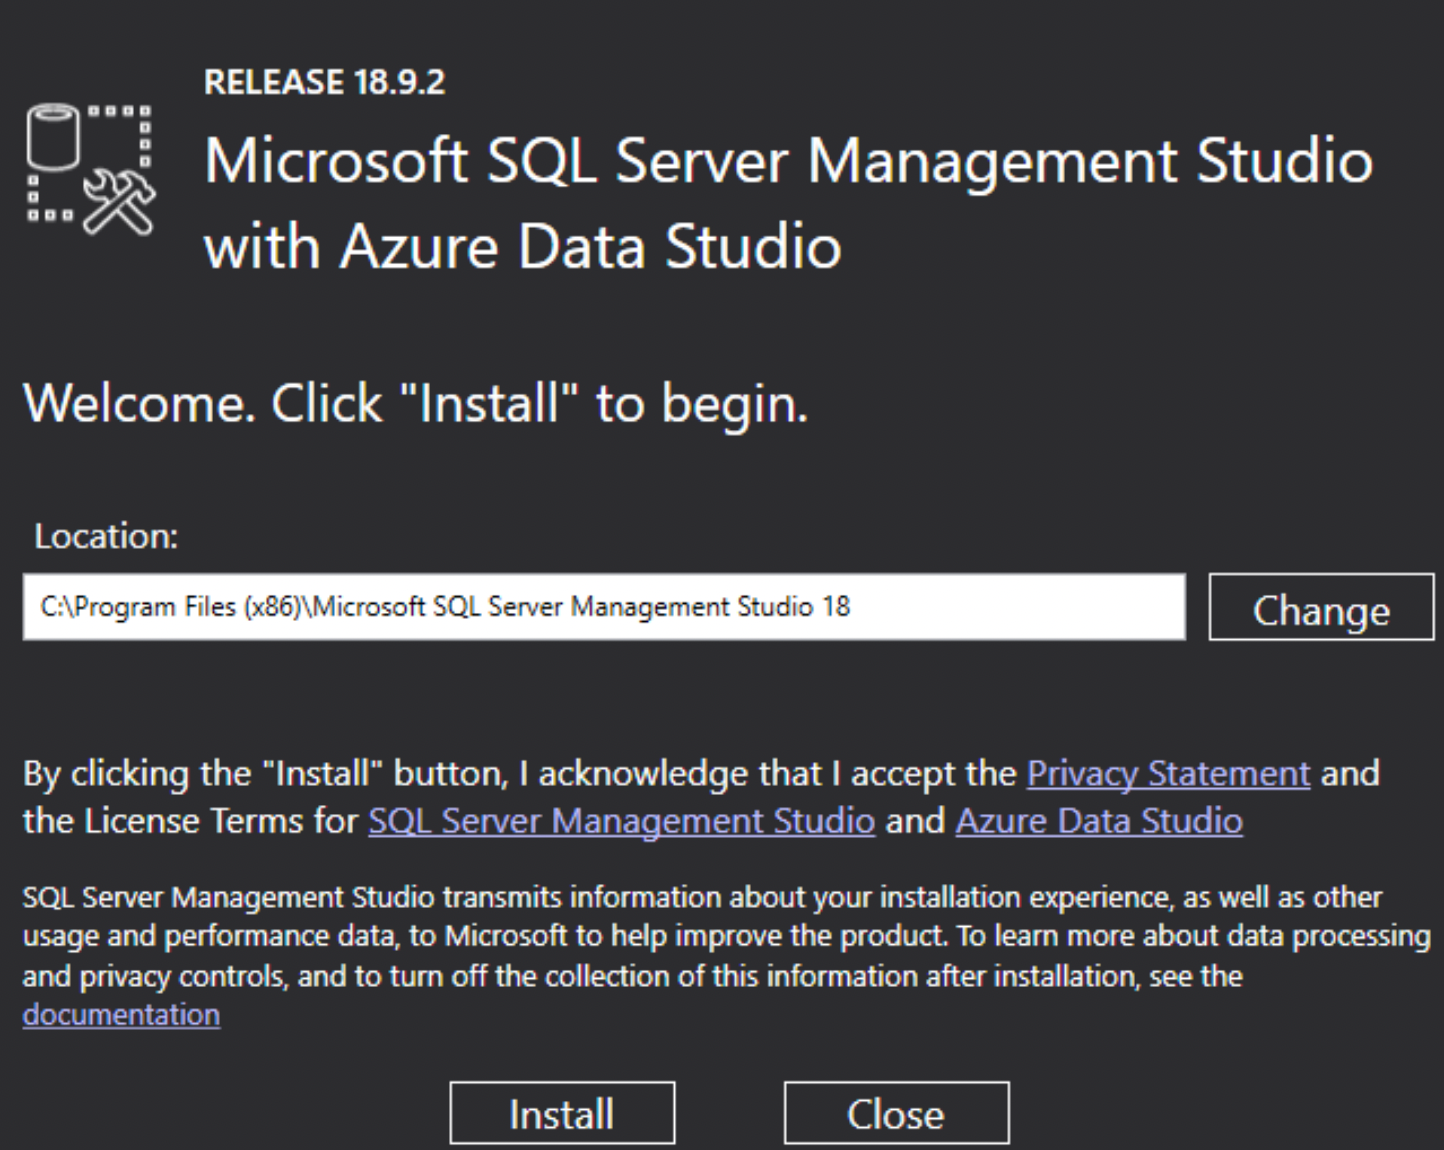 RELEASE 18.9.2
Microsoft SQL Server Management Studio
with Azure Data Studio
Welcome. Click "Install" to begin.
Location:
C:\Program Files (x86)\Microsoft SQL Server Management Studio 18
Change
By clicking the "Install" button, I acknowledge that I accept the Privacy Statement and
the License Terms for SQL Server Management Studio and Azure Data Studio
SQL Server Management Studio transmits information about your installation experience, as well as other
usage and performance data, to Microsoft to help improve the product. To learn more about data processing
and privacy controls, and to turn off the collection of this information after installation, see the
documentation
Install
Close